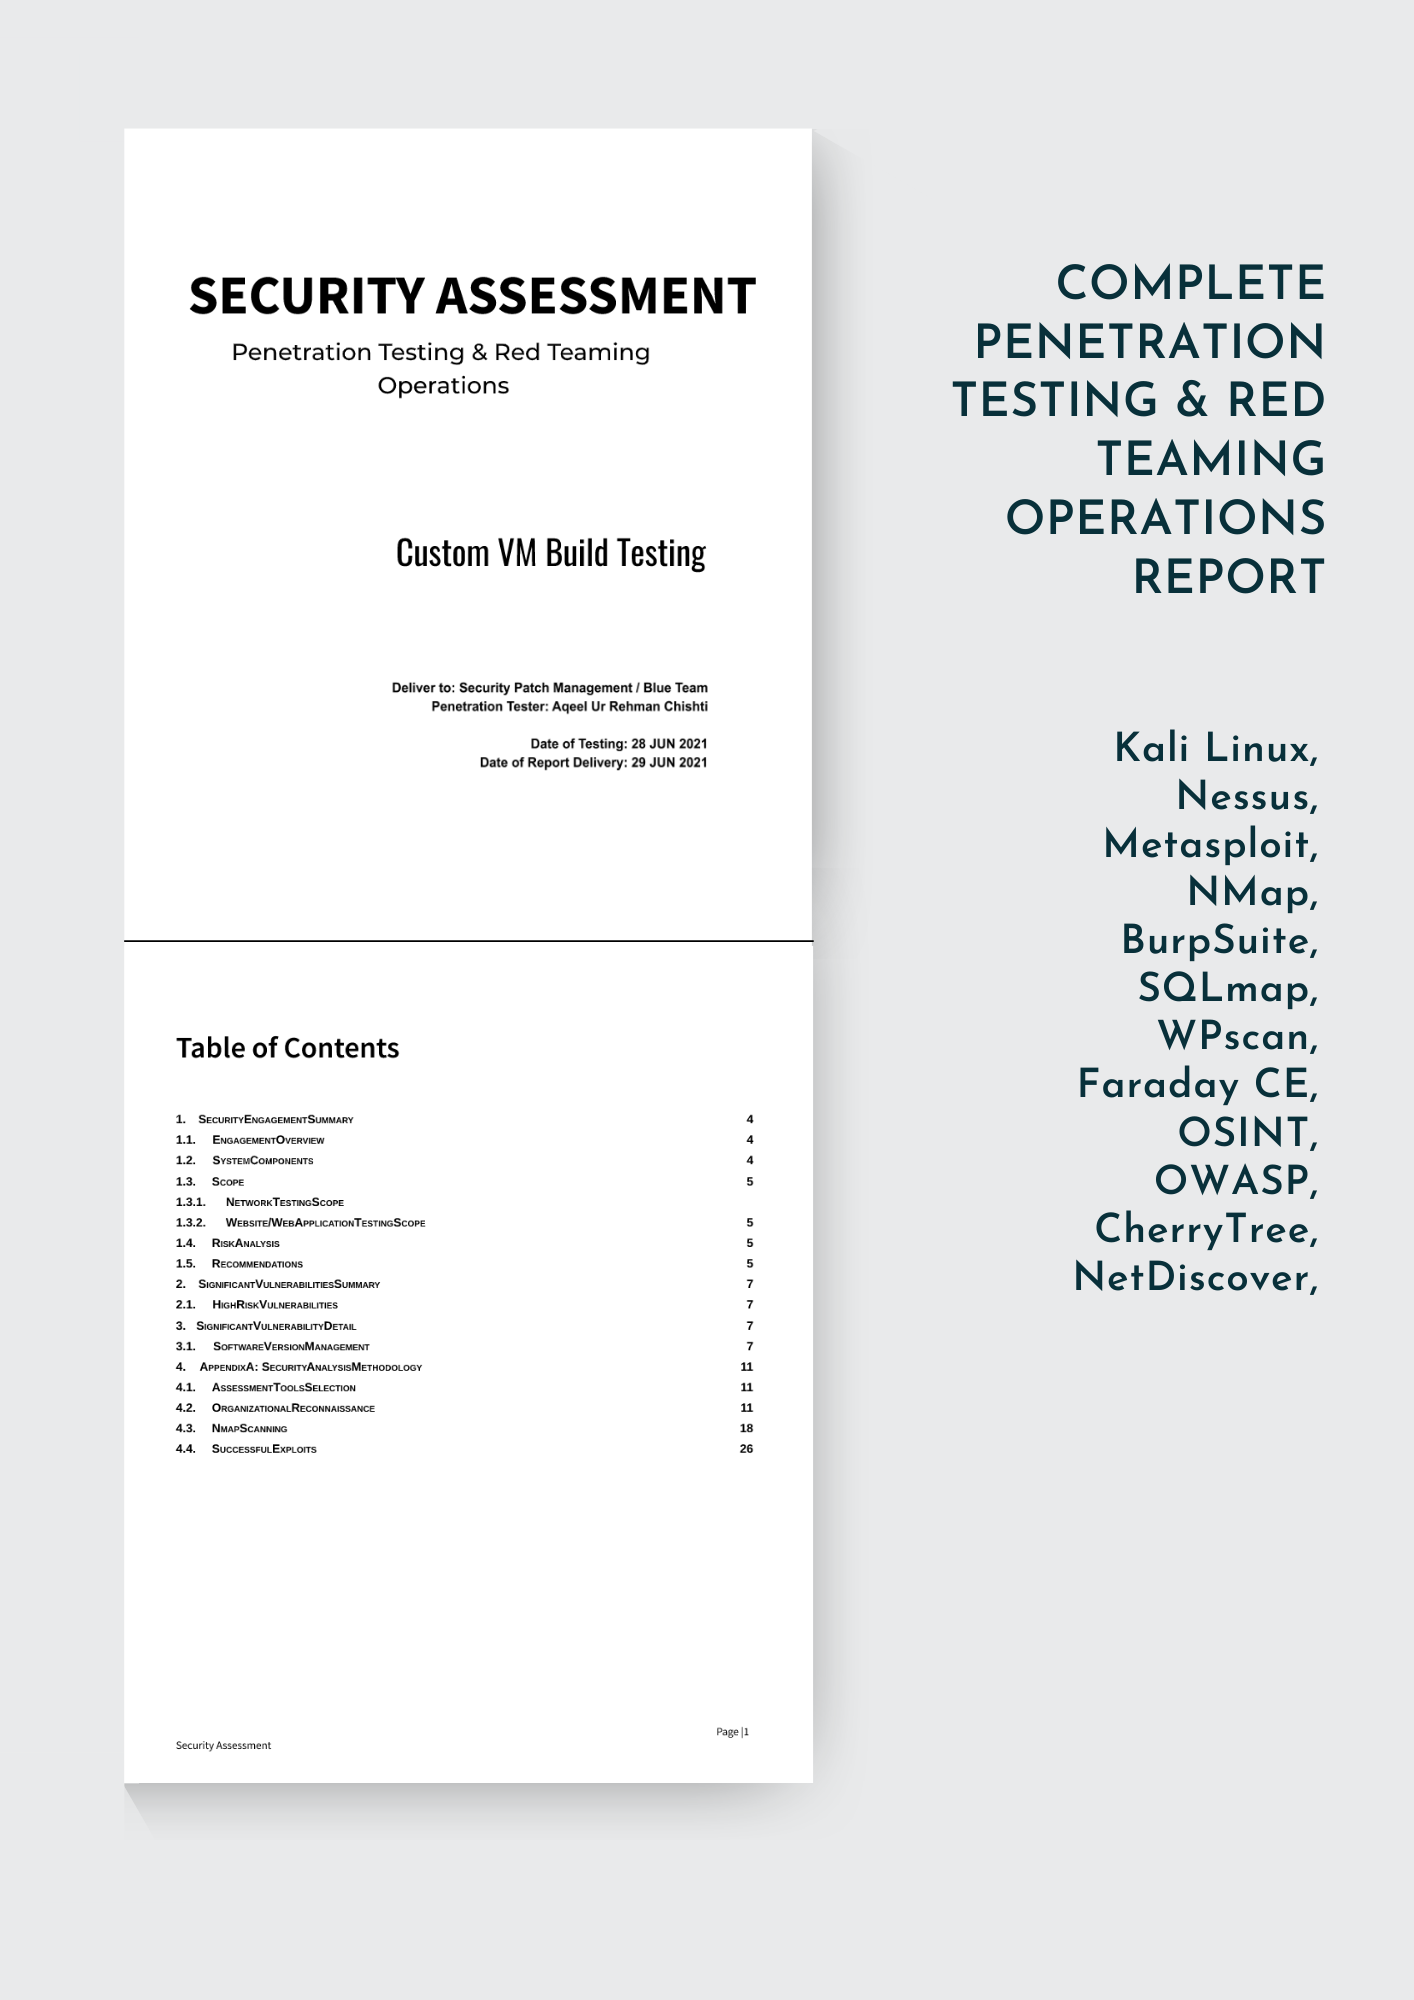 SECURITY ASSESSMENT
Penetration Testing & Red Teaming
Operations
Custom VM Build Testing
Deliver to: Security Patch Management / Blue Team
Penetration Tester: Aqeel Ur Rehman Chishti
Date of Testing: 28 JUN 2021
Date of Report Delivery: 29 JUN 2021
Table of Contents
1. SecurityEngagementSummary 4
1.1. EngagementOverview 4
1.2. SystemComponents 4
1.3. Scope 5
1.3.1. NetworkTestingScope
1.3.2. Website/WebApplicationTestingScope 5
1.4. RiskAnalysis 5
1.5. Recommendations 5
2. SignificantVulnerabilitiesSummary 7
2.1. HighRiskVulnerabilities 7
3. SignificantVulnerabilityDetail 7
3.1. SoftwareVersionManagement 7
4. AppendixA: SecurityAnalysisMethodology 11
4.1. AssessmentToolsSelection 11
4.2. OrganizationalReconnaissance 11
4.3. NmapScanning 18
4.4. SuccessfulExploits 26
Page |1
Security Assessment
COMPLETE
PENETRATION
TESTING & RED
TEAMING
OPERATIONS
REPORT
Kali Linux,
Nessus,
Metasploit,
NMap,
BurpSuite,
SQLmap,
WPscan,
Faraday CE,
OSINT,
OWASP,
CherryTree,
NetDiscover,